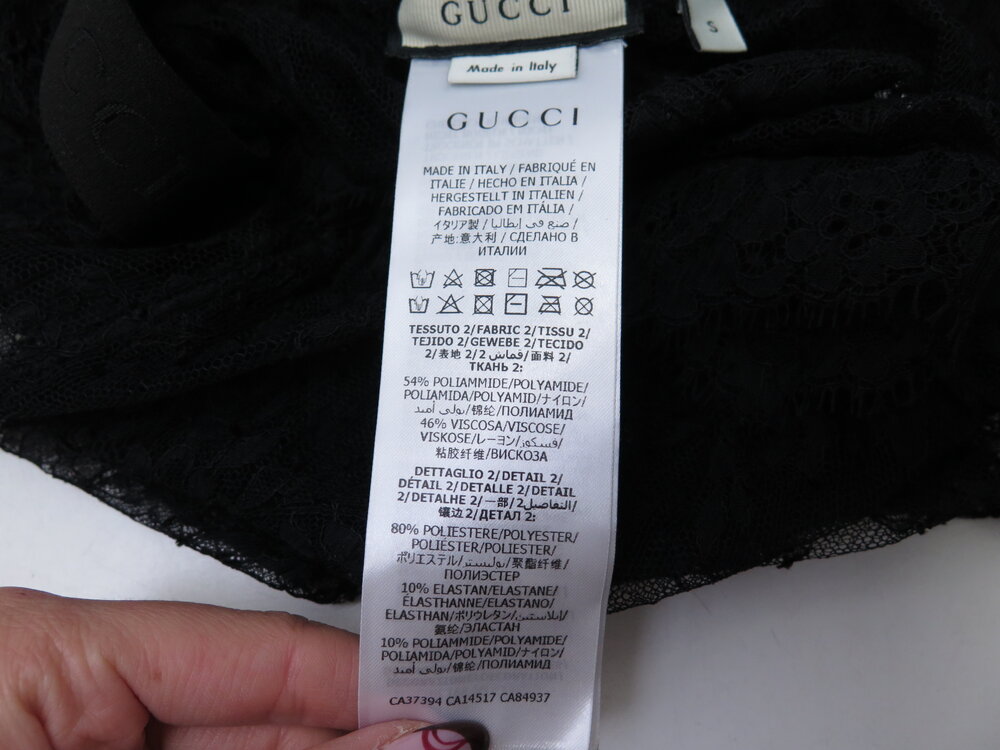 GUCCI
S
Made in Italy
GUCCI
MADE IN ITALY / FABRIQUÉ EN
ITALIE / HECHO EN ITALIA /
HERGESTELLT IN ITALIEN /
FABRICADO EM ITÁLIA /
イタリア製 / صنع في إيطاليا /
产地:意大利 / СДЕЛАНО В
ИТАЛИИ
TESSUTO 2/FABRIC 2/TISSU 2/
TEJIDO 2/GEWEBE 2/TECIDO
2/表地 2/قماش 2/面料 2/
ТКАНЬ 2:
54% POLIAMMIDE/POLYAMIDE/
POLIAMIDA/POLYAMID/ナイロン/
بولي أميد/锦纶/ПОЛИАМИД
46% VISCOSA/VISCOSE/
VISKOSE/レーヨン/فسكوز/
粘胶纤维/ВИСКОЗА
DETTAGLIO 2/DETAIL 2/
DÉTAIL 2/DETALLE 2/DETAIL
2/DETALHE 2/一部/2التفاصيل/
镶边 2/ДЕТАЛ 2:
80% POLIESTERE/POLYESTER/
POLIÉSTER/POLIESTER/
ポリエステル/بوليستر/聚酯纤维/
ПОЛИЭСТЕР
10% ELASTAN/ELASTANE/
ÉLASTHANNE/ELASTANO/
ELASTHAN/ポリウレタン/إيلاستين/
氨纶/ЭЛАСТАН
10% POLIAMMIDE/POLYAMIDE/
POLIAMIDA/POLYAMID/ナイロン/
بولي أميد/锦纶/ПОЛИАМИД
CA37394 CA14517 CA84937